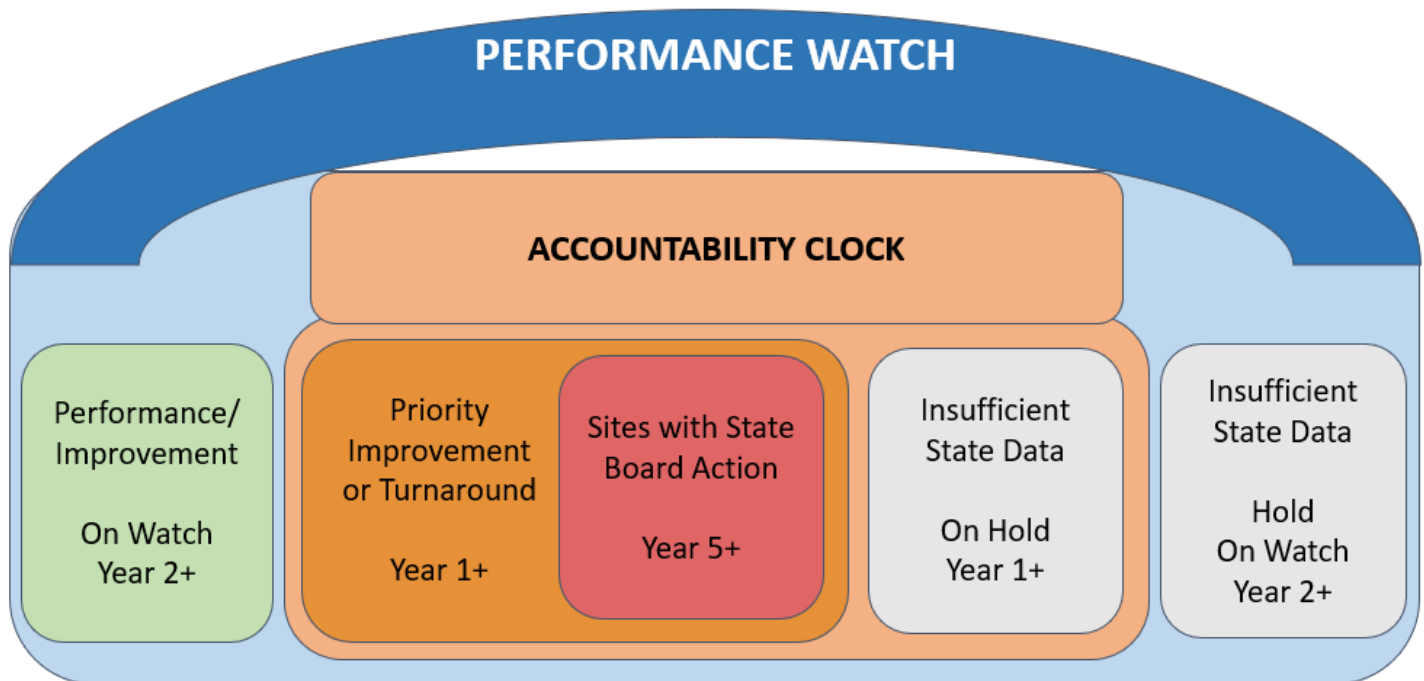 PERFORMANCE WATCH
ACCOUNTABILITY CLOCK
Performance/
Improvement
On Watch
Year 2+
Priority
Improvement
or Turnaround
Year 1+
Sites with State
Board Action
Year 5+
Insufficient
State Data
On Hold
Year 1+
Insufficient
State Data
Hold
On Watch
Year 2+